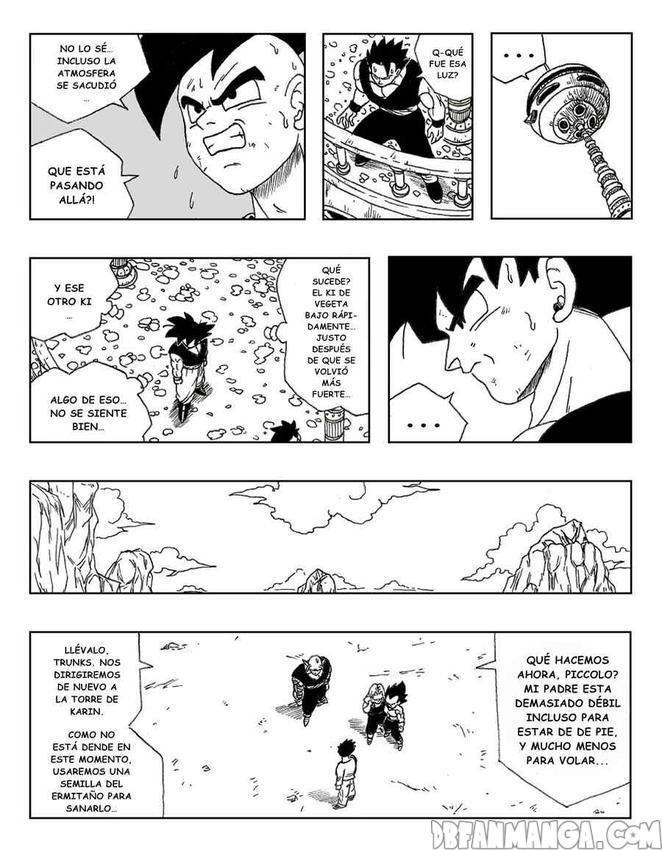 ...
Q-QUÉ
FUE ESA
LUZ?
NO LO SÉ...
INCLUSO LA
ATMOSFERA
SE SACUDIÓ
...
QUE ESTÁ
PASANDO
ALLÁ?!
...
QUÉ
SUCEDE?
EL KI DE
VEGETA
BAJO RÁPI-
DAMENTE...
JUSTO
DESPUÉS
DE QUE SE
VOLVIÓ
MÁS
FUERTE...
Y ESE
OTRO KI
...
ALGO DE ESO...
NO SE SIENTE
BIEN...
QUÉ HACEMOS
AHORA, PICCOLO?
MI PADRE ESTA
DEMASIADO DÉBIL
INCLUSO PARA
ESTAR DE DE PIE,
Y MUCHO MENOS
PARA VOLAR...
LLÉVALO,
TRUNKS. NOS
DIRIGIREMOS
DE NUEVO A
LA TORRE DE
KARIN.
COMO NO
ESTÁ DENDE EN
ESTE MOMENTO,
USAREMOS UNA
SEMILLA DEL
ERMITAÑO PARA
SANARLO...
DBFANMANGA.COM